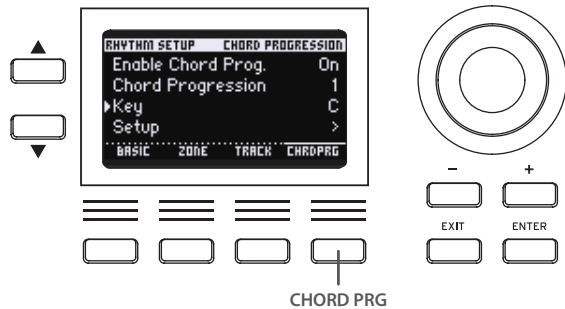 RHYTHM SETUP CHORD PROGRESSION
Enable Chord Prog. On
Chord Progression 1
Key C
Setup >
BASIC ZONE TRACK CHRDPRG
- +
EXIT ENTER
CHORD PRG